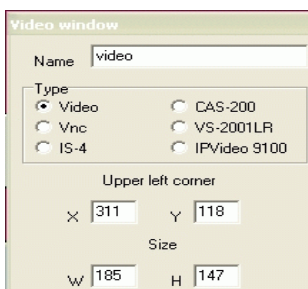 Video window
Name video
Type
Video CAS-200
Vnc VS-2001LR
IS-4 IPVideo 9100
Upper left corner
X 311 Y 118
Size
W 185 H 147